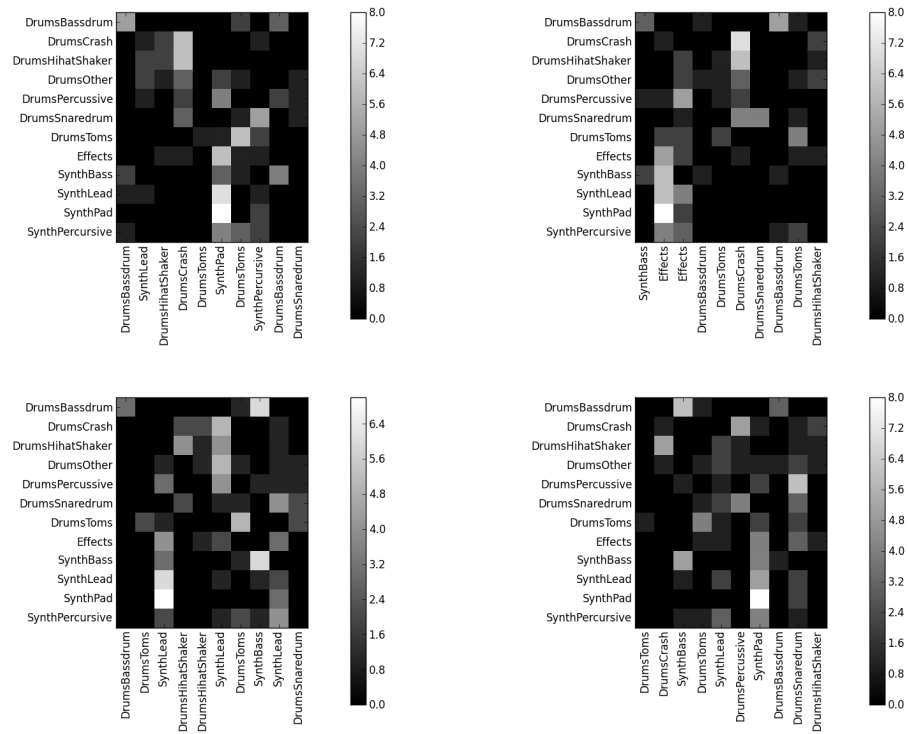 DrumsBassdrum
DrumsCrash
DrumsHihatShaker
DrumsOther
DrumsPercussive
DrumsSnaredrum
DrumsToms
Effects
SynthBass
SynthLead
SynthPad
SynthPercursive
DrumsBassdrum
SynthLead
DrumsHihatShaker
DrumsCrash
DrumsToms
SynthPad
DrumsToms
SynthPercursive
DrumsBassdrum
DrumsSnaredrum
8.0
7.2
6.4
5.6
4.8
4.0
3.2
2.4
1.6
0.8
0.0
DrumsBassdrum
DrumsCrash
DrumsHihatShaker
DrumsOther
DrumsPercussive
DrumsSnaredrum
DrumsToms
Effects
SynthBass
SynthLead
SynthPad
SynthPercursive
SynthBass
Effects
Effects
DrumsBassdrum
DrumsToms
DrumsCrash
DrumsSnaredrum
DrumsBassdrum
DrumsToms
DrumsHihatShaker
8.0
7.2
6.4
5.6
4.8
4.0
3.2
2.4
1.6
0.8
0.0
DrumsBassdrum
DrumsCrash
DrumsHihatShaker
DrumsOther
DrumsPercussive
DrumsSnaredrum
DrumsToms
Effects
SynthBass
SynthLead
SynthPad
SynthPercursive
DrumsBassdrum
DrumsToms
SynthLead
DrumsHihatShaker
DrumsHihatShaker
SynthLead
DrumsToms
SynthBass
SynthLead
DrumsSnaredrum
6.4
5.6
4.8
4.0
3.2
2.4
1.6
0.8
0.0
DrumsBassdrum
DrumsCrash
DrumsHihatShaker
DrumsOther
DrumsPercussive
DrumsSnaredrum
DrumsToms
Effects
SynthBass
SynthLead
SynthPad
SynthPercursive
DrumsToms
DrumsCrash
SynthBass
DrumsToms
SynthLead
DrumsPercussive
SynthPad
DrumsBassdrum
DrumsSnaredrum
DrumsHihatShaker
8.0
7.2
6.4
5.6
4.8
4.0
3.2
2.4
1.6
0.8
0.0